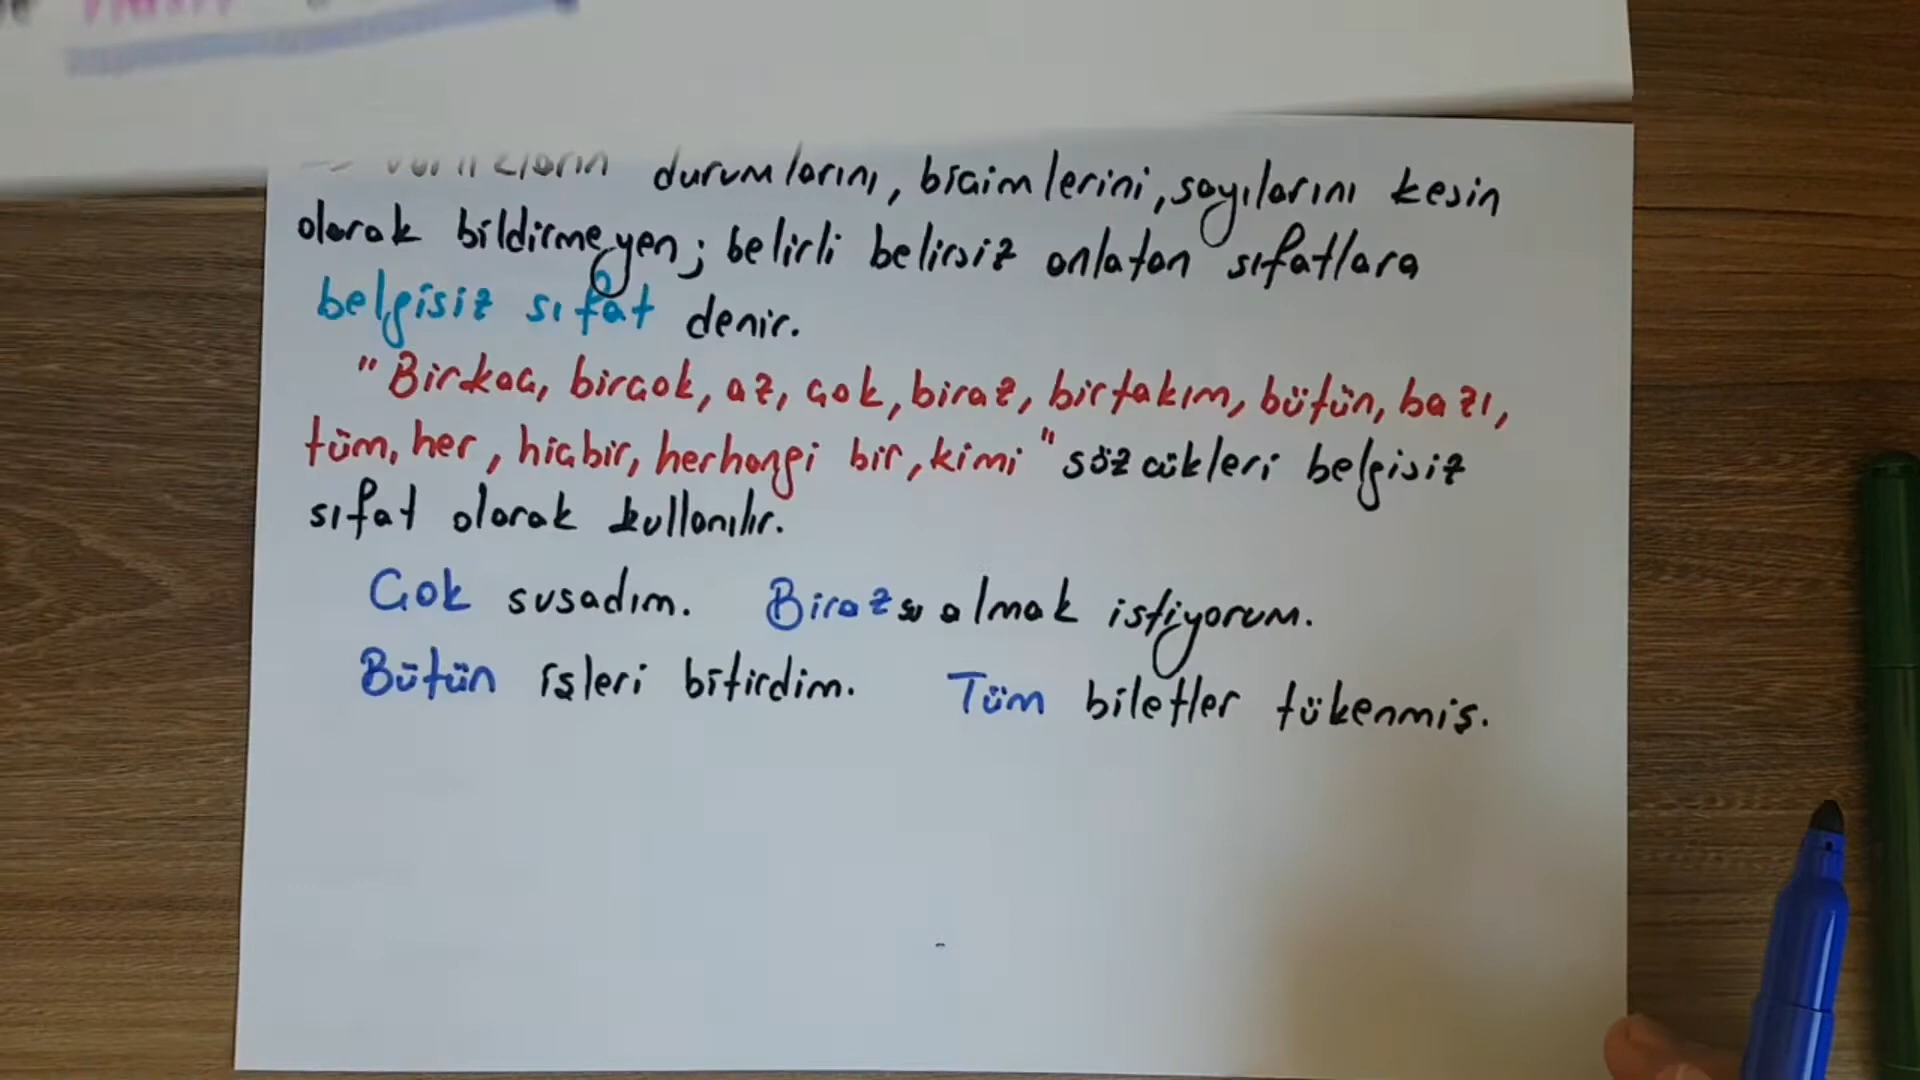 durumlarını, biçimlerini, sayılarını kesin
olarak bildirmeyen; belirli belirsiz anlatan sıfatlara
belgisiz sıfat denir.
"Birkaç, birçok, az, çok, biraz, birtakım, bütün, bazı,
tüm, her, hiçbir, herhangi bir, kimi" sözcükleri belgisiz
sıfat olarak kullanılır.
Çok susadım. Biraz su almak istiyorum.
Bütün işleri bitirdim. Tüm biletler tükenmiş.